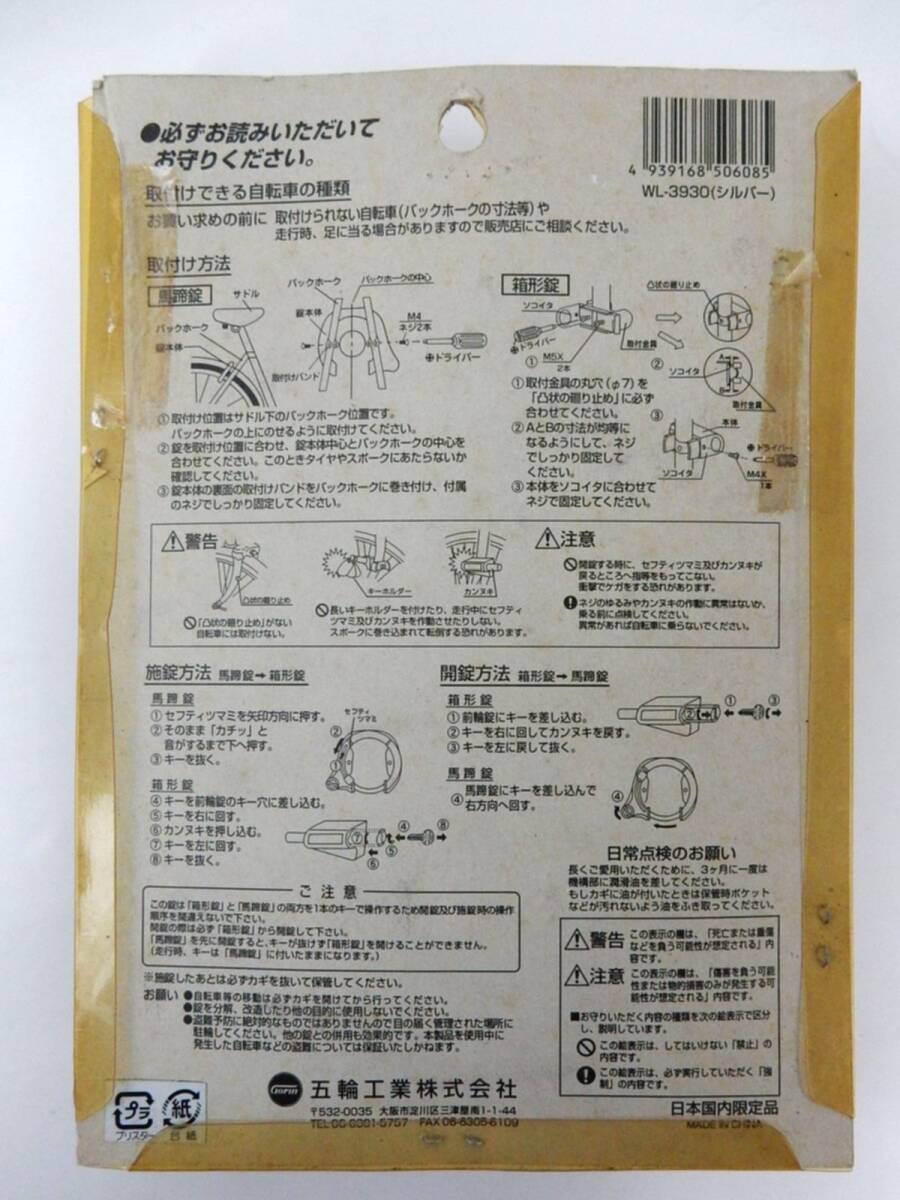 ●必ずお読みいただいて
お守りください。
4 939168 506085
WL-3930(シルバー)
取付けできる自転車の種類
お買い求めの前に 取付けられない自転車(バックホークの寸法等)や
走行時、足に当る場合がありますので販売店にご相談ください。
取付け方法
馬蹄錠
サドル
バックホーク
錠本体
バックホーク
バックホークの中心
錠本体
M4
ネジ2本
⊕ドライバー
取付けバンド
①取付け位置はサドル下のバックホーク位置です。
バックホークの上にのせるように取付けてください。
②錠を取付け位置に合わせ、錠本体中心とバックホークの中心を
合わせてください。このときタイヤやスポークにあたらないか
確認してください。
③錠本体の裏面の取付けバンドをバックホークに巻き付け、付属
のネジでしっかり固定してください。
箱形錠
ソコイタ
凸状の廻り止め
⊕ドライバー
①
M5X
2本
取付金具
②
A
ソコイタ
B
取付金具
③
本体
⊕ドライバー
ソコイタ
M4X
1本
①取付金具の丸穴(φ7)を
「凸状の廻り止め」に必ず
合わせてください。
②AとBの寸法が均等に
なるようにして、ネジ
でしっかり固定して
ください。
③本体をソコイタに合わせて
ネジで固定してください。
警告
凸状の廻り止め
「凸状の廻り止め」がない
自転車には取付けない。
キーホルダー
カンヌキ
長いキーホルダーを付けたり、走行中にセフティ
ツマミ及びカンヌキを作動させたりしない。
スポークに巻き込まれて転倒する恐れがあります。
注意
開錠する時に、セフティツマミ及びカンヌキが
戻るところへ指等をもってこない。
衝撃でケガをする恐れがあります。
ネジのゆるみやカンヌキの作動に異常はないか、
乗る前に点検してください。
異常があれば自転車に乗らないでください。
施錠方法 馬蹄錠→箱形錠
馬蹄錠
①セフティツマミを矢印方向に押す。
②そのまま「カチッ」と
音がするまで下へ押す。
③キーを抜く。
セフティ
ツマミ
②
①
③
箱形錠
④キーを前輪錠のキー穴に差し込む。
⑤キーを右に回す。
⑥カンヌキを押し込む。
⑦キーを左に回す。
⑧キーを抜く。
⑦
⑤
④
⑧
⑥
開錠方法 箱形錠→馬蹄錠
箱形錠
①前輪錠にキーを差し込む。
②キーを右に回してカンヌキを戻す。
③キーを左に戻して抜く。
②
①
③
馬蹄錠
④馬蹄錠にキーを差し込んで
右方向へ回す。
④
ご注意
この錠は「箱形錠」と「馬蹄錠」の両方を1本のキーで操作するため開錠及び施錠時の操作
順序を間違えないで下さい。
開錠の際は必ず「箱形錠」から開錠して下さい。
「馬蹄錠」を先に開錠すると、キーが抜けず「箱形錠」を開けることができません。
(走行時、キーは「馬蹄錠」に付いたままになります。)
※施錠したあとは必ずカギを抜いて保管してください。
お願い ●自転車等の移動は必ずカギを開けてから行ってください。
●錠を分解、改造したり他の目的に使用しないでください。
●盗難予防に絶対的なものではありませんので目の届く管理された場所に
駐輪してください。他の錠との併用も効果的です。本製品を使用中に
発生した自転車などの盗難については保証いたしかねます。
日常点検のお願い
長くご愛用いただくために、3ヶ月に一度は
機構部に潤滑油を差してください。
もしカギに油が付いたときは保管時ポケット
などが汚れないよう油をふき取ってください。
警告 この表示の欄は、「死亡または重傷
などを負う可能性が想定される」内
容です。
注意 この表示の欄は、「傷害を負う可能
性または物的損害のみが発生する可
能性が想定される」内容です。
■お守りいただく内容の種類を次の絵表示で区分
し、説明しています。
この絵表示は、してはいけない「禁止」の
内容です。
この絵表示は、必ず実行していただく「強
制」の内容です。
Gorin 五輪工業株式会社
〒532-0035 大阪市淀川区三津屋南1-1-44
TEL 06-6301-5757 FAX 06-6305-6109
日本国内限定品
MADE IN CHINA
プラ
ブリスター
紙
台紙